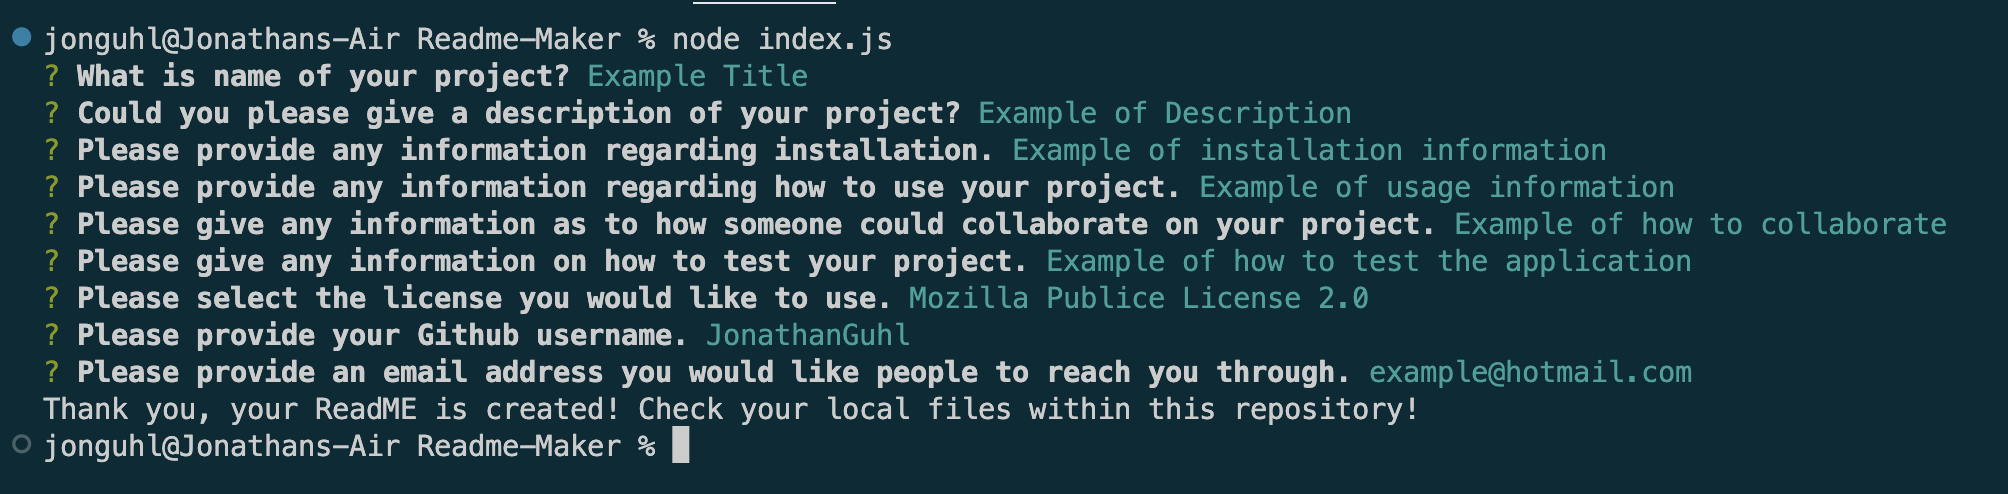 jonguhl@Jonathans-Air Readme-Maker % node index.js
? What is name of your project? Example Title
? Could you please give a description of your project? Example of Description
? Please provide any information regarding installation. Example of installation information
? Please provide any information regarding how to use your project. Example of usage information
? Please give any information as to how someone could collaborate on your project. Example of how to collaborate
? Please give any information on how to test your project. Example of how to test the application
? Please select the license you would like to use. Mozilla Publice License 2.0
? Please provide your Github username. JonathanGuhl
? Please provide an email address you would like people to reach you through. example@hotmail.com
Thank you, your ReadME is created! Check your local files within this repository!
jonguhl@Jonathans-Air Readme-Maker %